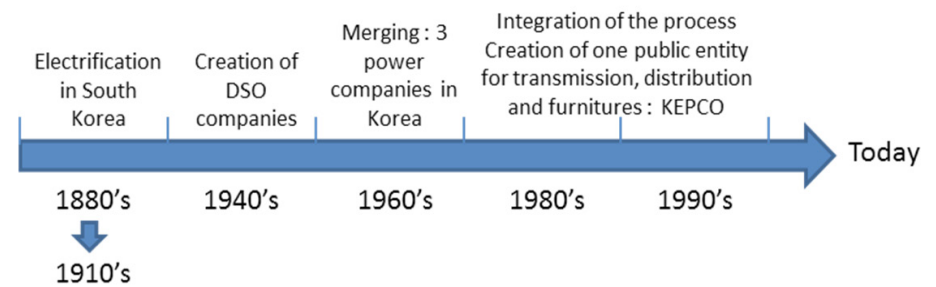 Electrification
in South
Korea
Creation of
DSO
companies
Merging : 3
power
companies in
Korea
Integration of the process
Creation of one public entity
for transmission, distribution
and furnitures :  KEPCO
Today
1880's
1940's
1960's
1980's
1990's
1910's